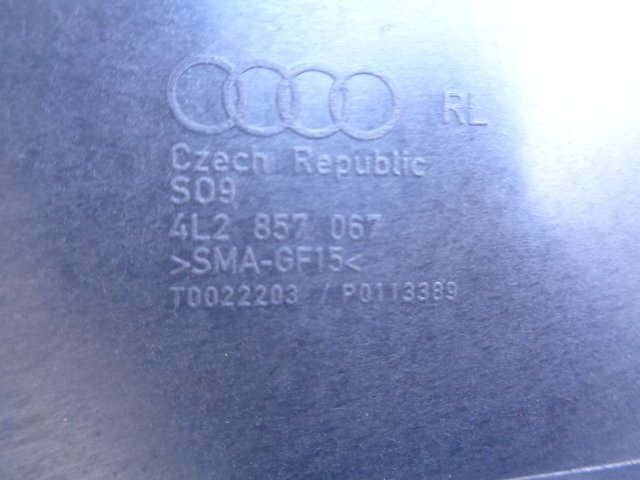 RL
Czech Republic
S09
4L2 857 067
>SMA-GF15<
T0022203 / P0113389